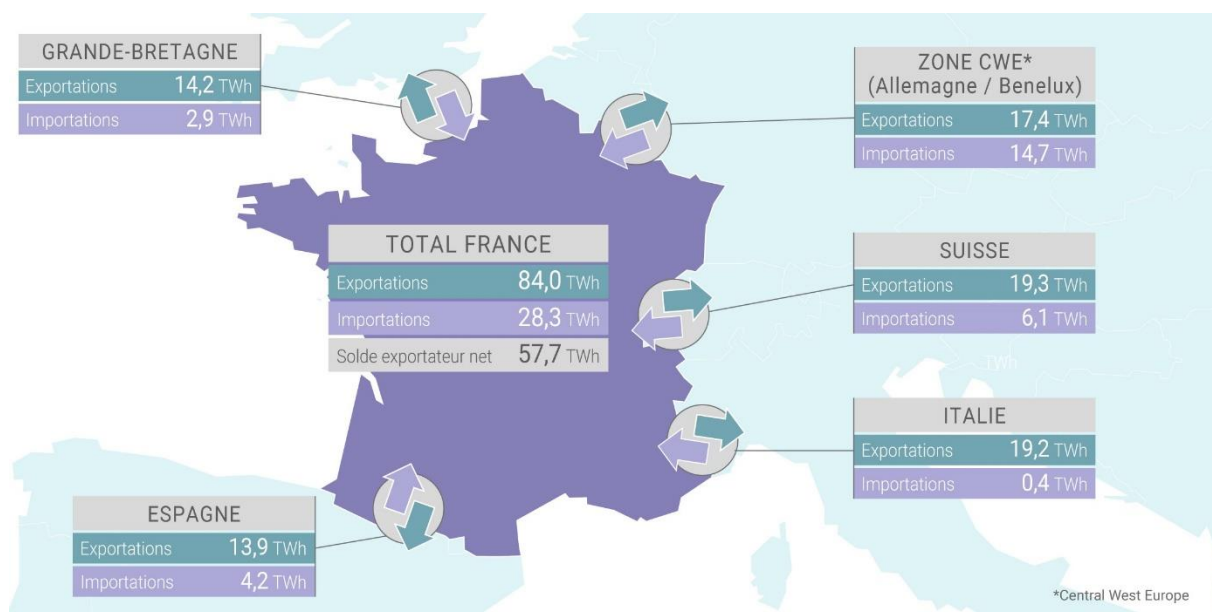 GRANDE-BRETAGNE
Exportations 14,2 TWh
Importations 2,9 TWh
ZONE CWE*
(Allemagne / Benelux)
Exportations 17,4 TWh
Importations 14,7 TWh
TOTAL FRANCE
Exportations 84,0 TWh
Importations 28,3 TWh
Solde exportateur net 57,7 TWh
SUISSE
Exportations 19,3 TWh
Importations 6,1 TWh
TWh
ITALIE
Exportations 19,2 TWh
Importations 0,4 TWh
ESPAGNE
Exportations 13,9 TWh
Importations 4,2 TWh
*Central West Europe